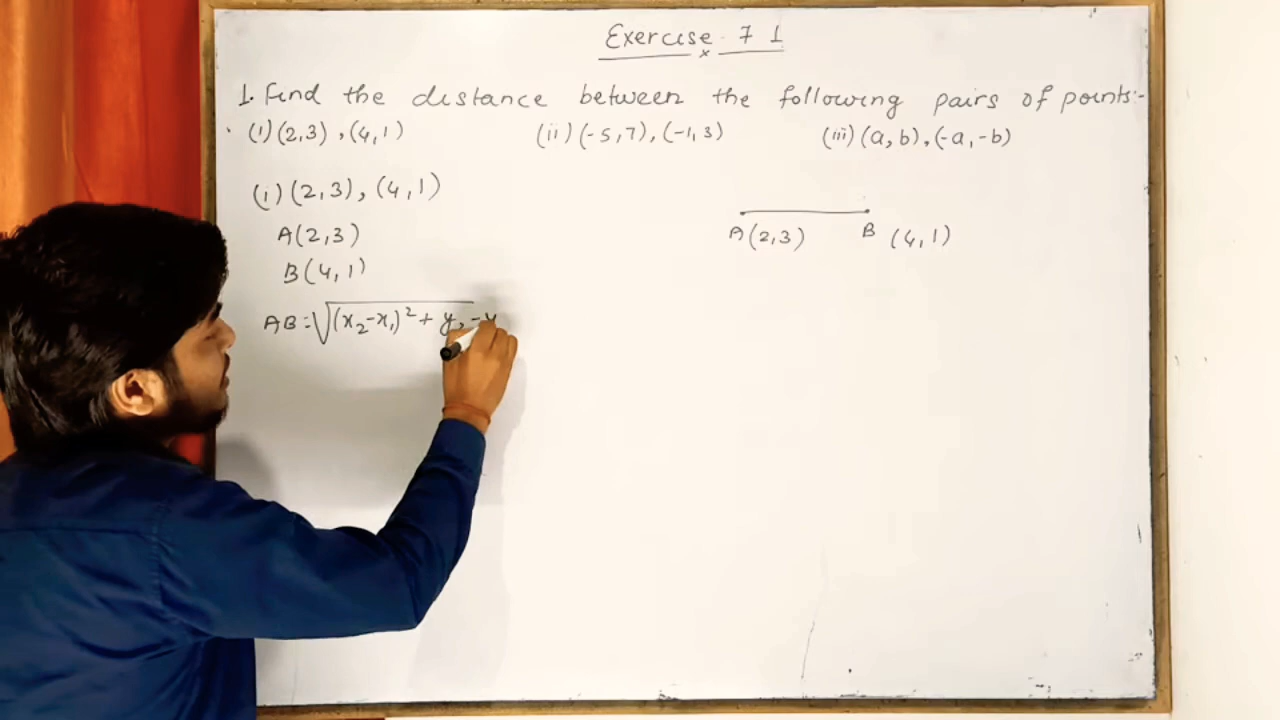 Exercise 7 1
1. Find the distance between the following pairs of points:-
(i) (2,3) , (4,1) (ii) (-5,7), (-1,3) (iii) (a,b), (-a,-b)
(i) (2,3), (4,1)
A(2,3)
B(4,1)
AB=√(x₂-x₁)²+y₂-y
A(2,3) B (4,1)